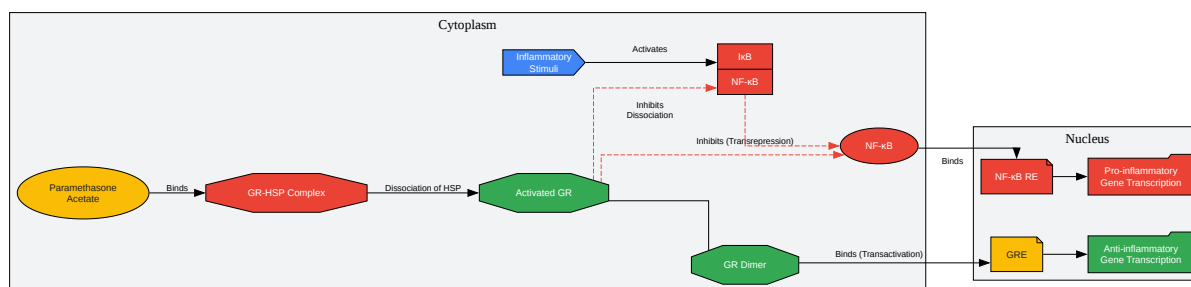 Cytoplasm
Inflammatory
Stimuli
Activates
IκB
NF-κB
Inhibits
Dissociation
Inhibits (Transrepression)
NF-κB
Paramethasone
Acetate
Binds
GR-HSP Complex
Dissociation of HSP
Activated GR
GR Dimer
Binds (Transactivation)
Binds
Nucleus
NF-κB RE
Pro-inflammatory
Gene Transcription
GRE
Anti-inflammatory
Gene Transcription